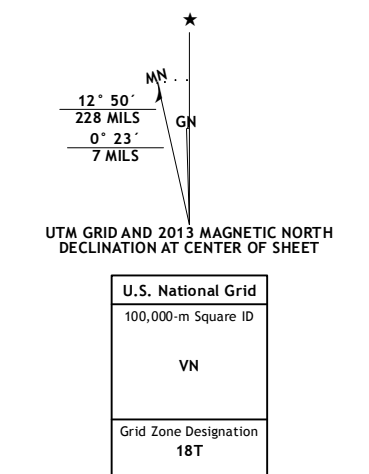 ★
MN
12° 50´
228 MILS
GN
0° 23´
7 MILS
UTM GRID AND 2013 MAGNETIC NORTH
DECLINATION AT CENTER OF SHEET
U.S. National Grid
100,000-m Square ID
VN
Grid Zone Designation
18T